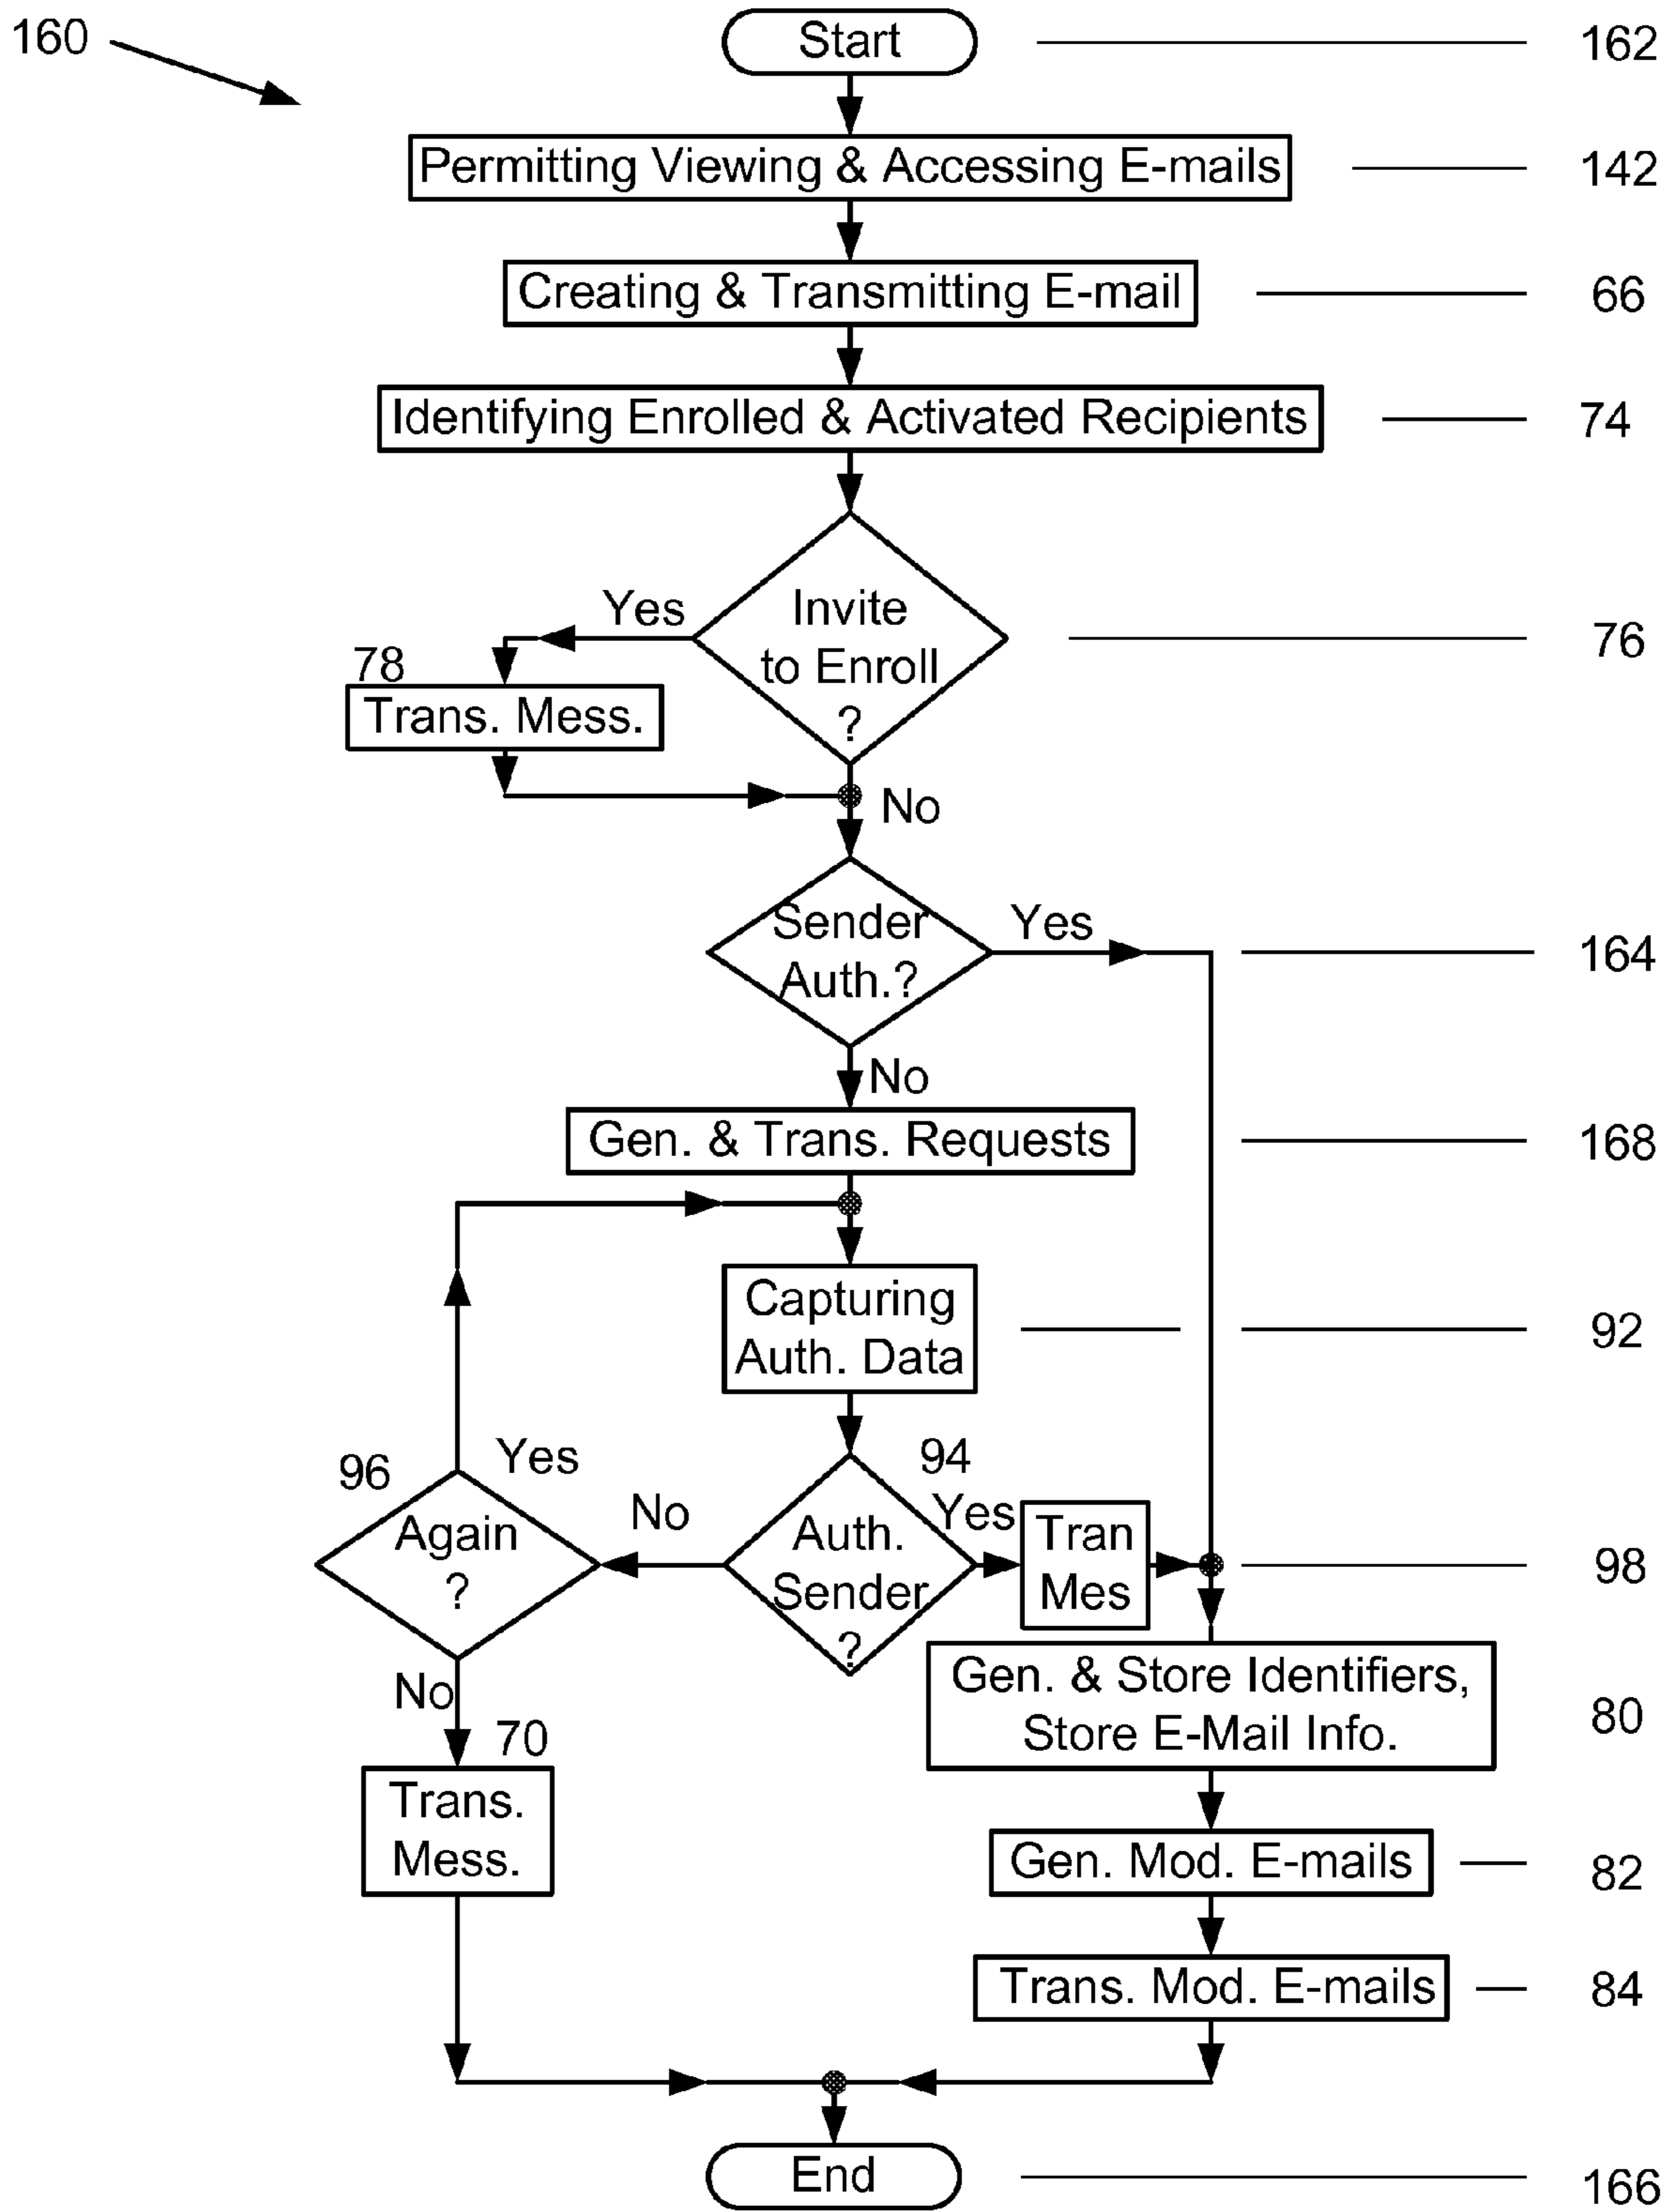 160
Start
162
Permitting Viewing & Accessing E-mails
142
Creating & Transmitting E-mail
66
Identifying Enrolled & Activated Recipients
74
Yes
Invite
to Enroll
?
76
78
Trans. Mess.
No
Sender
Auth.?
Yes
164
No
Gen. & Trans. Requests
168
Capturing
Auth. Data
92
96
Yes
Again
?
No
94
Auth.
Sender
?
Yes
Tran
Mes
98
Gen. & Store Identifiers,
Store E-Mail Info.
80
No
70
Trans.
Mess.
Gen. Mod. E-mails
82
Trans. Mod. E-mails
84
End
166